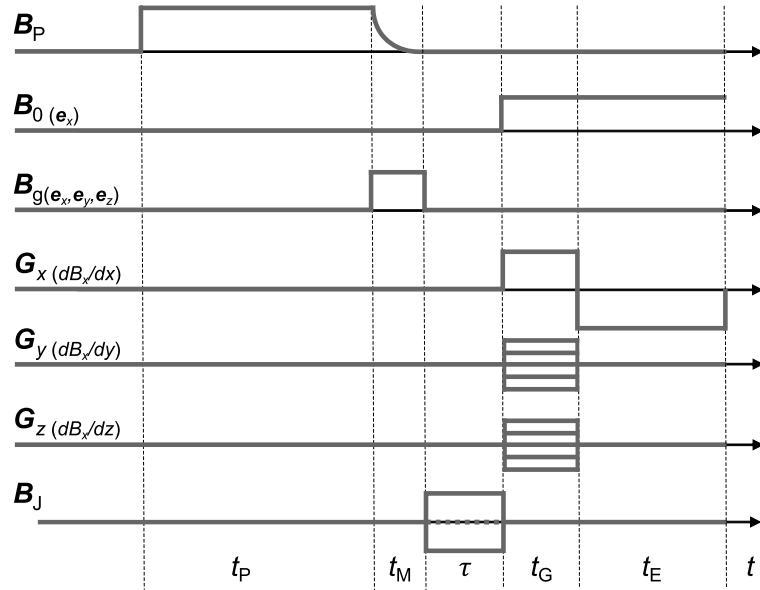 B_P
B_0 (e_x)
B_g(e_x,e_y,e_z)
G_x (dB_x/dx)
G_y (dB_x/dy)
G_z (dB_x/dz)
B_J
t_P t_M τ t_G t_E t